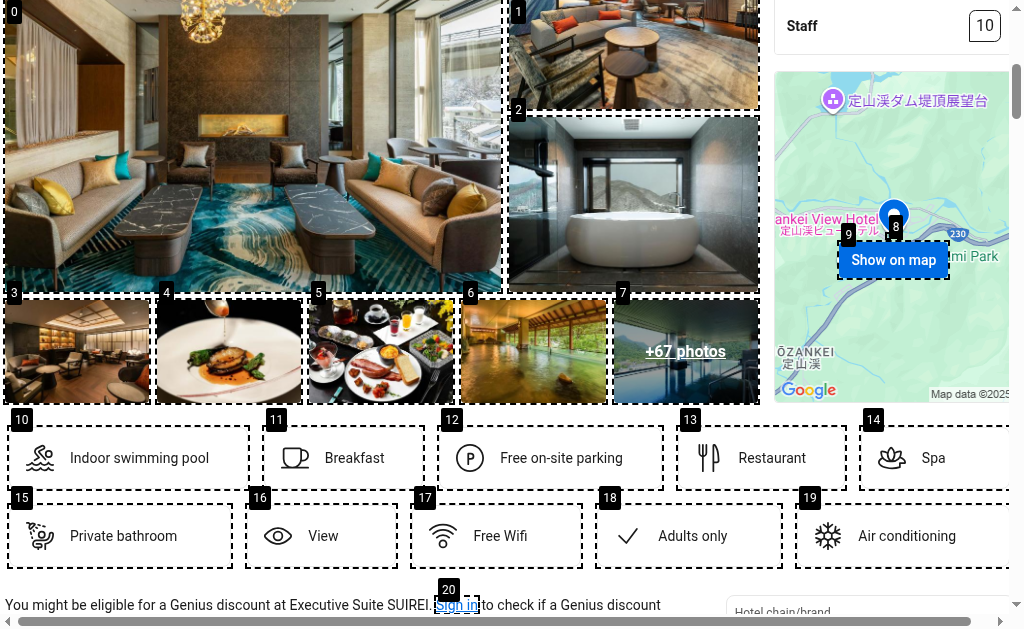 0
1
Staff
10
定山渓ダム堤頂展望台
2
ankei View Hotel
定山渓ビューホテル
9
8
230
Show on map
mi Park
3
4
5
6
7
+67 photos
ŌZANKEI
定山渓
Google
Map data ©2025
10
11
12
13
14
Indoor swimming pool
Breakfast
P
Free on-site parking
Restaurant
Spa
15
16
17
18
19
Private bathroom
View
Free Wifi
Adults only
Air conditioning
20
You might be eligible for a Genius discount at Executive Suite SUIREI. Sign in to check if a Genius discount
Hotel chain/brand